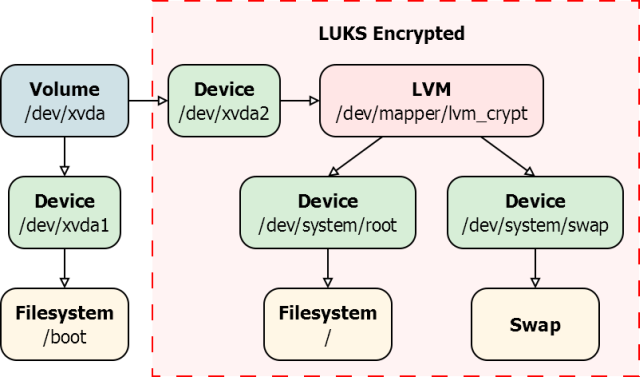 LUKS Encrypted
Volume
/dev/xvda
Device
/dev/xvda2
LVM
/dev/mapper/lvm_crypt
Device
/dev/xvda1
Device
/dev/system/root
Device
/dev/system/swap
Filesystem
/boot
Filesystem
/
Swap